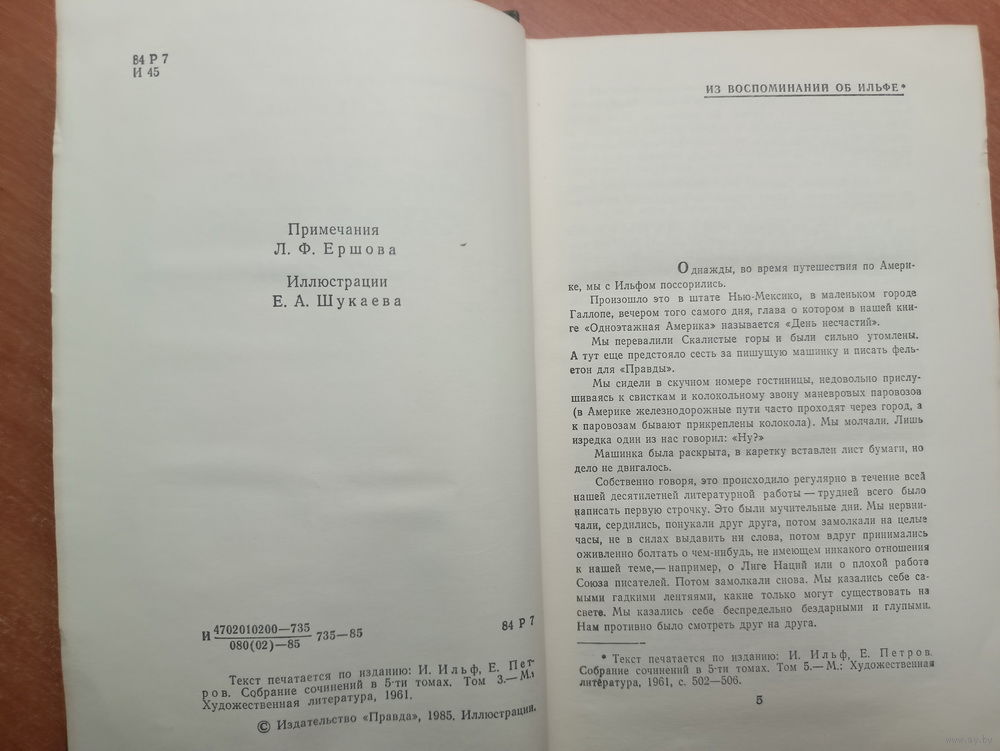 84 Р 7
И 45
Примечания
Л. Ф. Ершова
Иллюстрации
Е. А. Шукаева
И 4702010200—735
080(02)—85
735—85
84 Р 7
Текст печатается по изданию: И. Ильф, Е. Пет-
ров. Собрание сочинений в 5-ти томах. Том 3.—М.:
Художественная литература, 1961.
© Издательство «Правда», 1985. Иллюстрации.
ИЗ ВОСПОМИНАНИЙ ОБ ИЛЬФЕ*
Однажды, во время путешествия по Амери-
ке, мы с Ильфом поссорились.
Произошло это в штате Нью-Мексико, в маленьком городе
Галлопе, вечером того самого дня, глава о котором в нашей кни-
ге «Одноэтажная Америка» называется «День несчастий».
Мы перевалили Скалистые горы и были сильно утомлены.
А тут еще предстояло сесть за пишущую машинку и писать фель-
етон для «Правды».
Мы сидели в скучном номере гостиницы, недовольно прислу-
шиваясь к свисткам и колокольному звону маневровых паровозов
(в Америке железнодорожные пути часто проходят через город, а
к паровозам бывают прикреплены колокола). Мы молчали. Лишь
изредка один из нас говорил: «Ну?»
Машинка была раскрыта, в каретку вставлен лист бумаги, но
дело не двигалось.
Собственно говоря, это происходило регулярно в течение всей
нашей десятилетней литературной работы — трудней всего было
написать первую строчку. Это были мучительные дни. Мы нервни-
чали, сердились, понукали друг друга, потом замолкали на целые
часы, не в силах выдавить ни слова, потом вдруг принимались
оживленно болтать о чем-нибудь, не имеющем никакого отношения
к нашей теме,— например, о Лиге Наций или о плохой работе
Союза писателей. Потом замолкали снова. Мы казались себе са-
мыми гадкими лентяями, какие только могут существовать на
свете. Мы казались себе беспредельно бездарными и глупыми.
Нам противно было смотреть друг на друга.
* Текст печатается по изданию: И. Ильф, Е. Петров.
Собрание сочинений в 5-ти томах. Том 5.— М.: Художественная
литература, 1961, с. 502—506.
5
www.ay.by